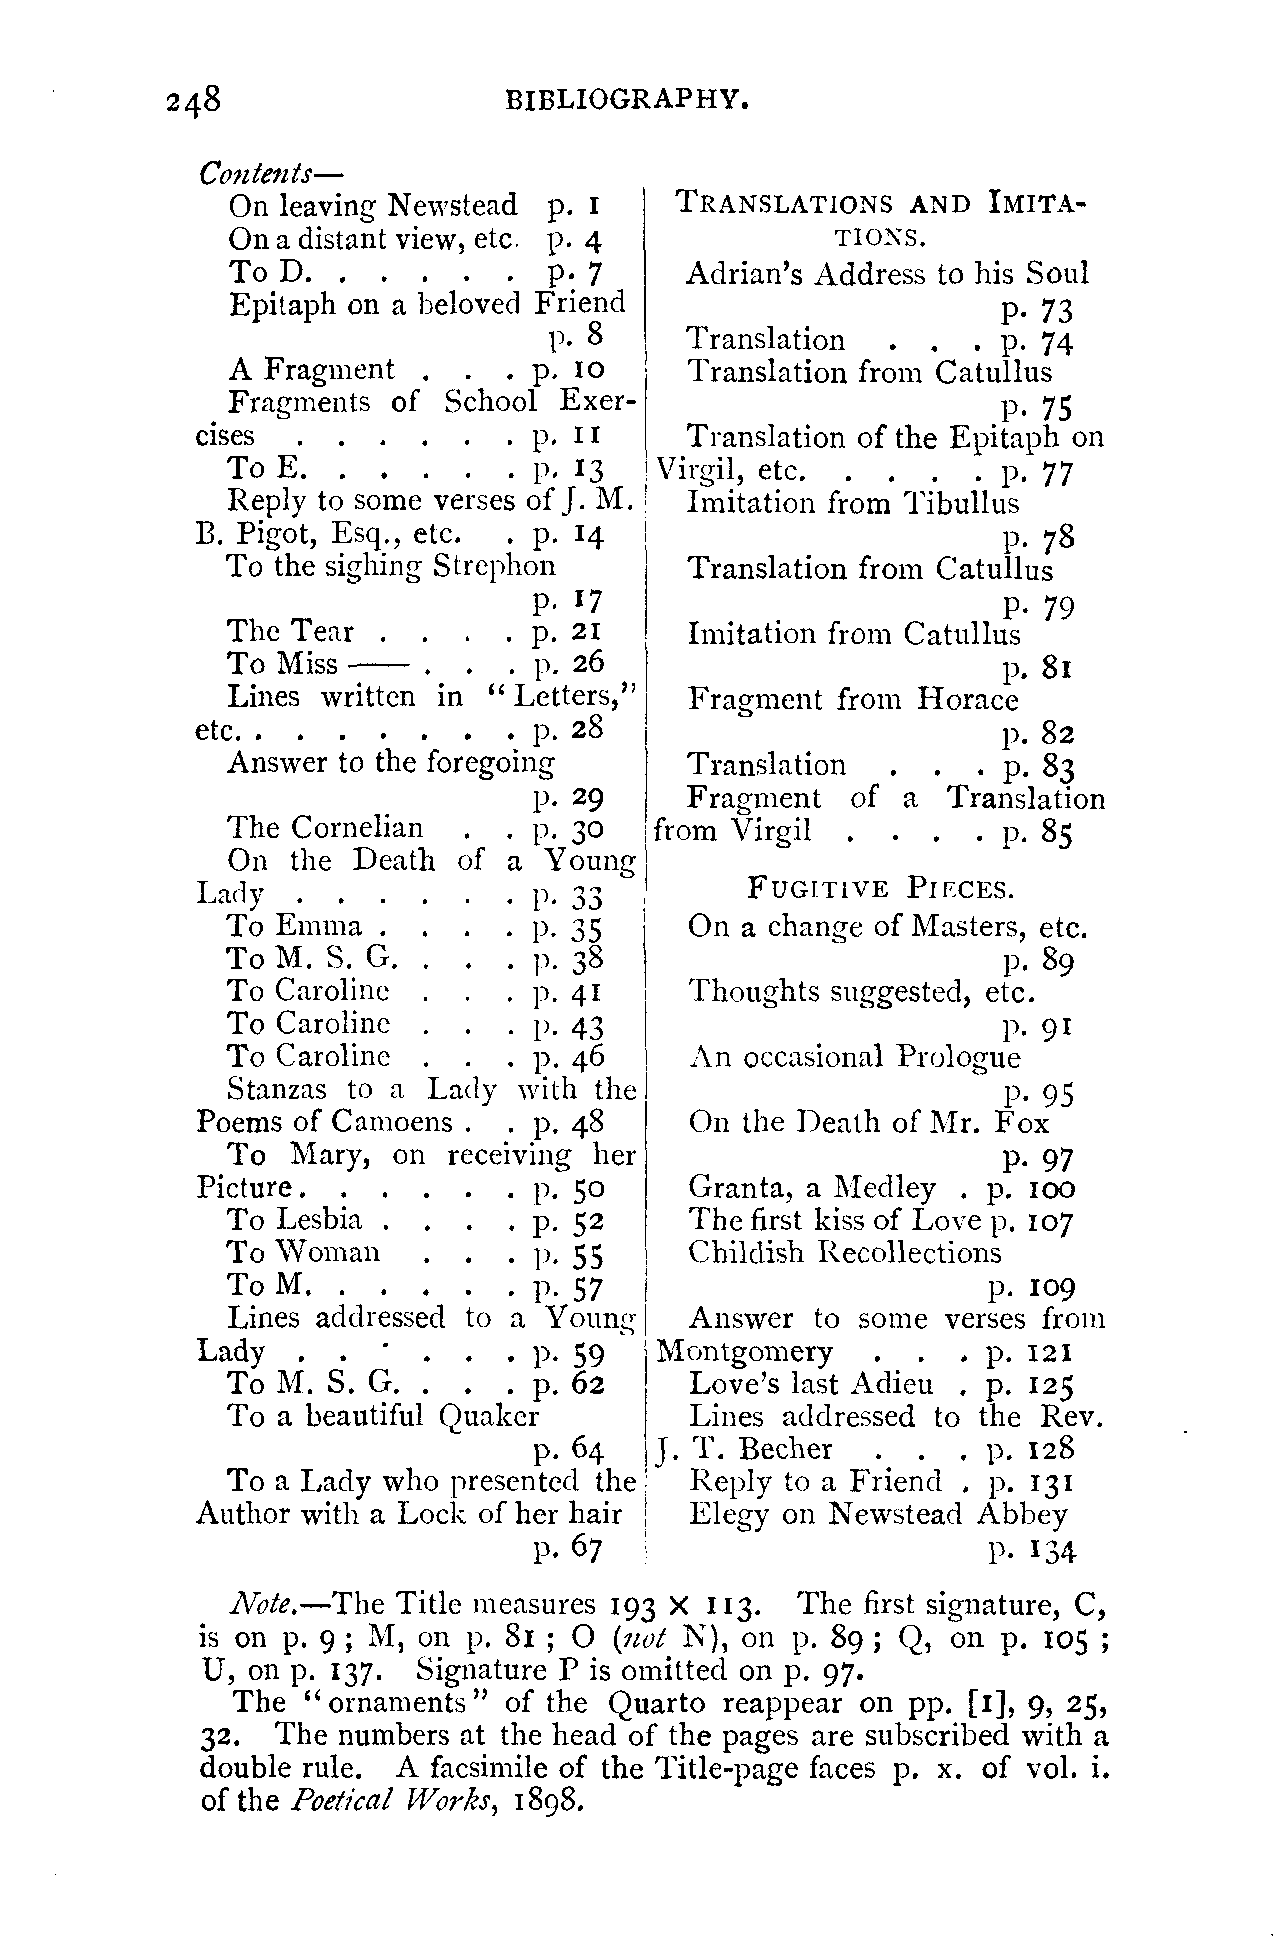 248 BIBLIOGRAPHY.
Contents—
On leaving Newstead p. 1
On a distant view, etc. p. 4
To D. . . . . . p. 7
Epitaph on a beloved Friend
p. 8
A Fragment . . . p. 10
Fragments of School Exer-
cises . . . . . . p. 11
To E. . . . . . p. 13
Reply to some verses of J. M.
B. Pigot, Esq., etc. . p. 14
To the sighing Strephon
p. 17
The Tear . . . . p. 21
To Miss —— . . . p. 26
Lines written in “Letters,”
etc. . . . . . . . p. 28
Answer to the foregoing
p. 29
The Cornelian . . p. 30
On the Death of a Young
Lady . . . . . . p. 33
To Emma . . . . p. 35
To M. S. G. . . . p. 38
To Caroline . . . p. 41
To Caroline . . . p. 43
To Caroline . . . p. 46
Stanzas to a Lady with the
Poems of Camoens . . p. 48
To Mary, on receiving her
Picture. . . . . . p. 50
To Lesbia . . . . p. 52
To Woman . . . p. 55
To M. . . . . . p. 57
Lines addressed to a Young
Lady . . . . . . p. 59
To M. S. G. . . . p. 62
To a beautiful Quaker
p. 64
To a Lady who presented the
Author with a Lock of her hair
p. 67
TRANSLATIONS AND IMITA-
TIONS.
Adrian's Address to his Soul
p. 73
Translation . . . p. 74
Translation from Catullus
p. 75
Translation of the Epitaph on
Virgil, etc. . . . . p. 77
Imitation from Tibullus
p. 78
Translation from Catullus
p. 79
Imitation from Catullus
p. 81
Fragment from Horace
p. 82
Translation . . . p. 83
Fragment of a Translation
from Virgil . . . . p. 85
FUGITIVE PIECES.
On a change of Masters, etc.
p. 89
Thoughts suggested, etc.
p. 91
An occasional Prologue
p. 95
On the Death of Mr. Fox
p. 97
Granta, a Medley . p. 100
The first kiss of Love p. 107
Childish Recollections
p. 109
Answer to some verses from
Montgomery . . . p. 121
Love's last Adieu . p. 125
Lines addressed to the Rev.
J. T. Becher . . . p. 128
Reply to a Friend . p. 131
Elegy on Newstead Abbey
p. 134
Note.—The Title measures 193 × 113. The first signature, C,
is on p. 9; M, on p. 81; O (not N), on p. 89; Q, on p. 105;
U, on p. 137. Signature P is omitted on p. 97.
The “ornaments” of the Quarto reappear on pp. [1], 9, 25,
32. The numbers at the head of the pages are subscribed with a
double rule. A facsimile of the Title-page faces p. x. of vol. i.
of the Poetical Works, 1898.